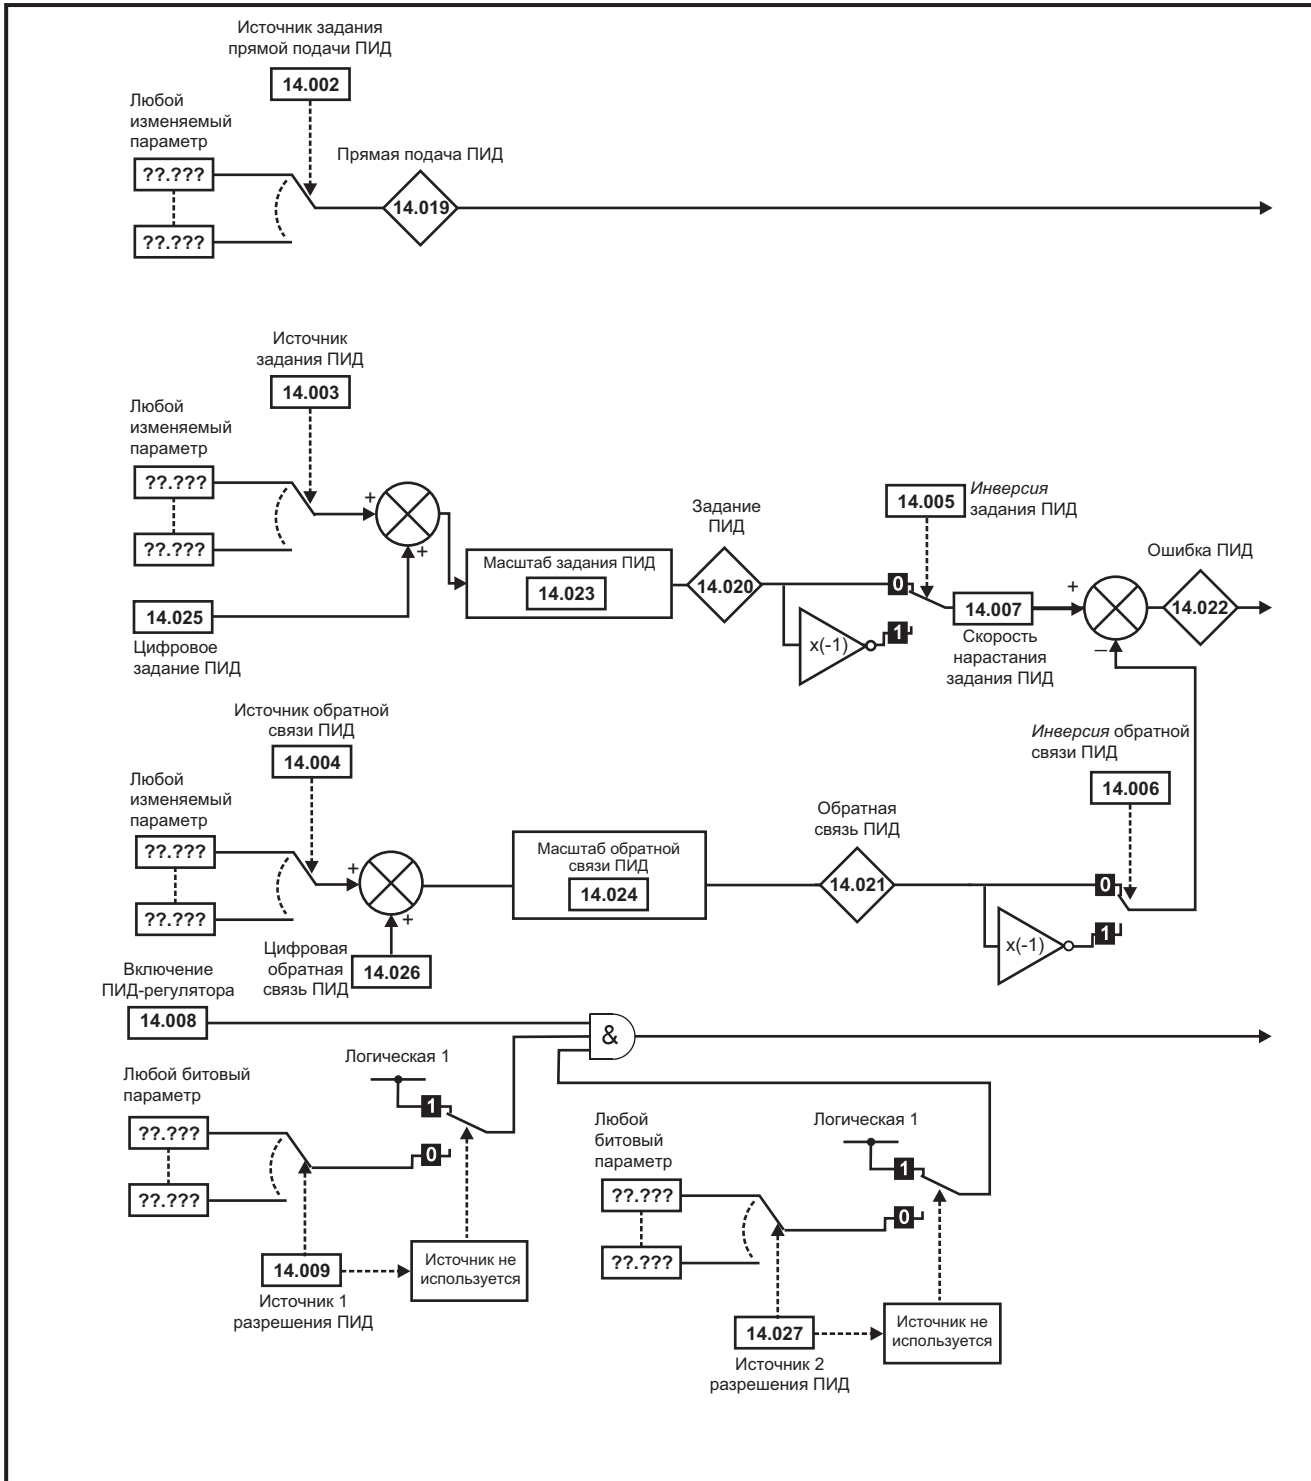 Источник задания
прямой подачи ПИД
14.002
Любой
изменяемый
параметр
??.???
??.???
Прямая подача ПИД
14.019
Источник
задания ПИД
14.003
Любой
изменяемый
параметр
??.???
??.???
+
+
14.025
Цифровое
задание ПИД
Масштаб задания ПИД
14.023
Задание
ПИД
14.020
14.005
Инверсия
задания ПИД
0
1
x(-1)
14.007
Скорость
нарастания
задания ПИД
+
–
Ошибка ПИД
14.022
Источник обратной
связи ПИД
14.004
Любой
изменяемый
параметр
??.???
??.???
+
+
Цифровая
обратная
связь ПИД
14.026
Масштаб обратной
связи ПИД
14.024
Обратная
связь ПИД
14.021
Инверсия обратной
связи ПИД
14.006
0
1
x(-1)
Включение
ПИД-регулятора
14.008
&
Любой битовый
параметр
??.???
??.???
Логическая 1
1
0
14.009
Источник 1
разрешения ПИД
Источник не
используется
Любой
битовый
параметр
??.???
??.???
Логическая 1
1
0
14.027
Источник 2
разрешения ПИД
Источник не
используется